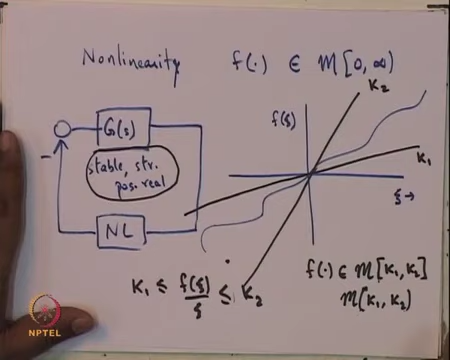 Nonlinearity f(·) ∈ M[0, ∞)
K₂
f(ξ)
G(s)
stable, str.
pos. real
K₁
ξ→
-
NL
K₁ ≤ f(ξ)/ξ ≤ K₂
f(·) ∈ M[K₁, K₂]
M(K₁, K₂)
NPTEL